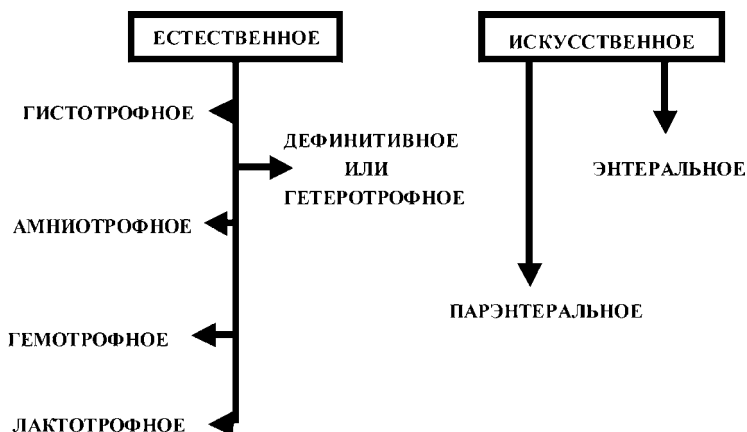 ЕСТЕСТВЕННОЕ
ИСКУССТВЕННОЕ
ГИСТОТРОФНОЕ
ДЕФИНИТИВНОЕ
ИЛИ
ГЕТЕРОТРОФНОЕ
ЭНТЕРАЛЬНОЕ
АМНИОТРОФНОЕ
ПАРЭНТЕРАЛЬНОЕ
ГЕМОТРОФНОЕ
ЛАКТОТРОФНОЕ